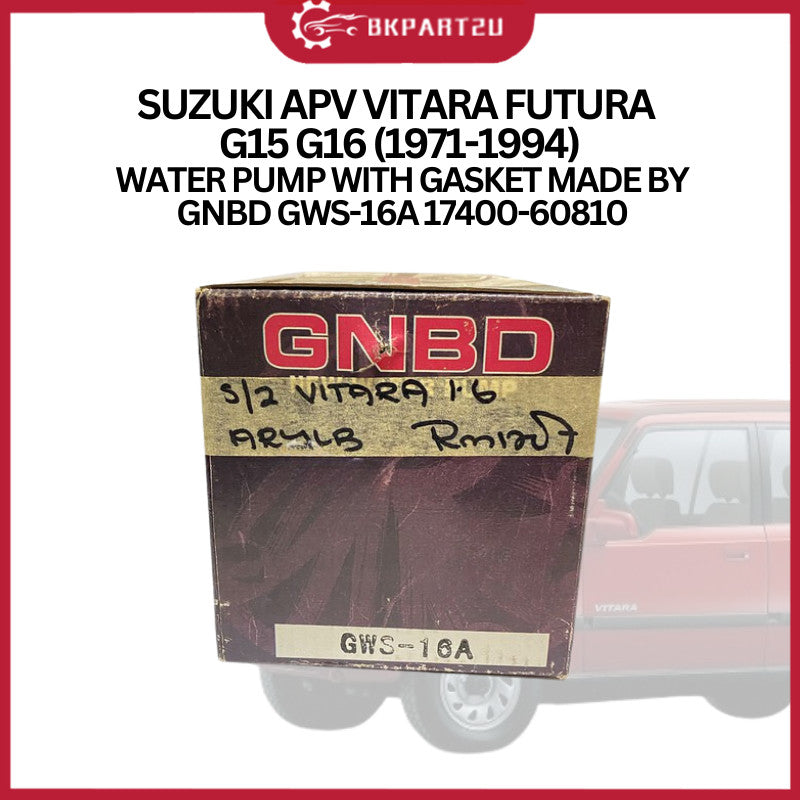 BKPART2U
SUZUKI APV VITARA FUTURA
G15 G16 (1971-1994)
WATER PUMP WITH GASKET MADE BY
GNBD GWS-16A 17400-60810
GNBD
S/2 VITARA 1.6
VITARA
GWS-16A